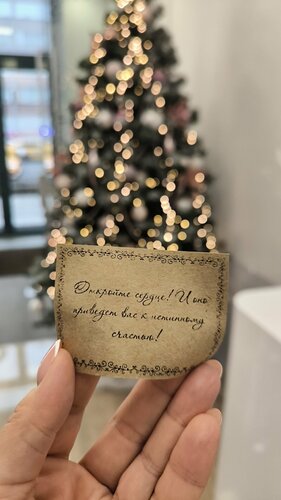 Откройте сердце! И оно
приведет вас к истинному
счастью!